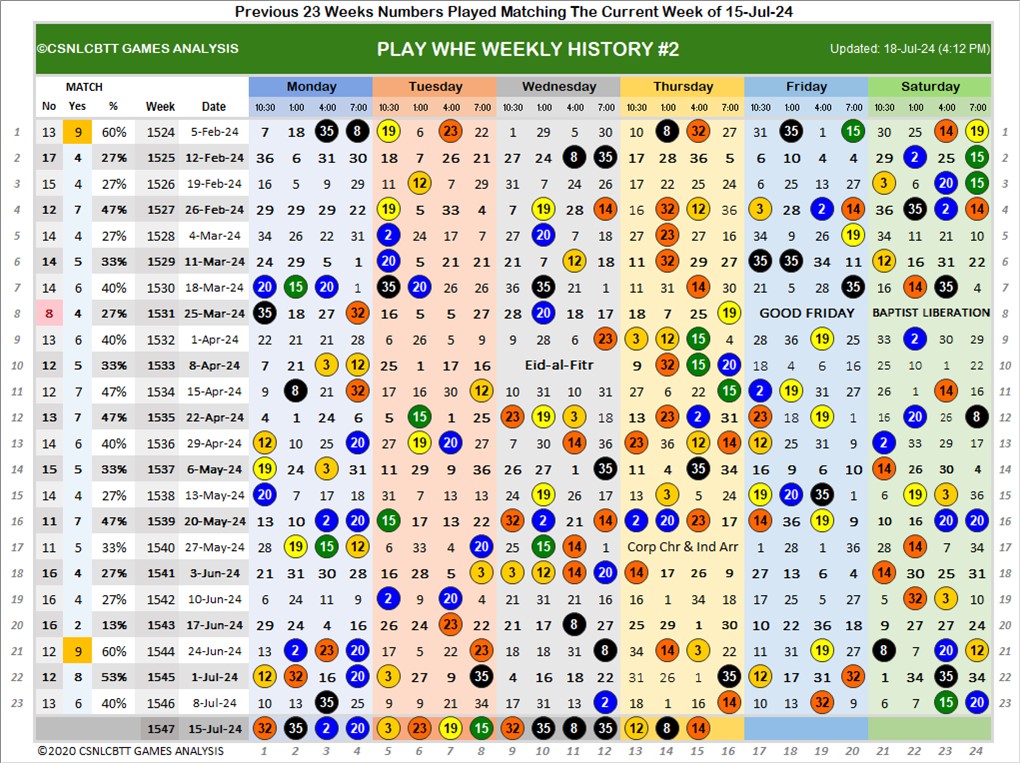 Previous 23 Weeks Numbers Played Matching The Current Week of 15-Jul-24
©CSNLCBTT GAMES ANALYSIS PLAY WHE WEEKLY HISTORY #2 Updated: 18-Jul-24 (4:12 PM)
MATCH Monday Tuesday Wednesday Thursday Friday Saturday
No Yes % Week Date 10:30 1:00 4:00 7:00 10:30 1:00 4:00 7:00 10:30 1:00 4:00 7:00 10:30 1:00 4:00 7:00 10:30 1:00 4:00 7:00 10:30 1:00 4:00 7:00
1 13 9 60% 1524 5-Feb-24 7 18 35 8 19 6 23 22 1 29 5 30 10 8 32 27 31 35 1 15 30 25 14 19 1
2 17 4 27% 1525 12-Feb-24 36 6 31 30 18 7 26 21 27 24 8 35 17 28 36 5 6 10 4 4 29 2 25 15 2
3 15 4 27% 1526 19-Feb-24 16 5 9 29 11 12 7 29 31 7 24 26 17 22 25 24 6 25 13 27 3 6 20 15 3
4 12 7 47% 1527 26-Feb-24 29 29 29 22 19 5 33 4 7 19 28 14 16 32 12 36 3 28 2 14 36 35 2 14 4
5 14 4 27% 1528 4-Mar-24 34 26 22 31 2 24 17 7 27 20 7 18 27 23 27 16 34 9 26 19 34 11 21 10 5
6 14 5 33% 1529 11-Mar-24 24 29 5 1 20 5 21 21 21 7 12 18 11 32 29 27 35 35 34 11 12 16 31 22 6
7 14 6 40% 1530 18-Mar-24 20 15 20 1 35 20 26 26 36 35 21 1 11 31 14 30 21 5 28 35 16 14 35 4 7
8 8 4 27% 1531 25-Mar-24 35 18 27 32 16 5 5 27 28 20 18 17 18 7 25 19 GOOD FRIDAY BAPTIST LIBERATION 8
9 13 6 40% 1532 1-Apr-24 22 21 21 28 6 26 5 9 9 28 6 23 3 12 15 4 28 36 19 25 33 2 30 29 9
10 12 5 33% 1533 8-Apr-24 7 21 3 12 25 1 17 16 Eid-al-Fitr 9 32 15 20 18 4 6 16 25 10 1 22 10
11 12 7 47% 1534 15-Apr-24 9 8 21 32 17 16 30 12 10 9 31 31 27 6 22 15 2 19 31 27 26 1 14 16 11
12 13 7 47% 1535 22-Apr-24 4 1 24 6 5 15 1 25 23 19 3 18 13 23 2 31 23 18 19 4 16 20 26 8 12
13 14 6 40% 1536 29-Apr-24 12 10 25 20 27 19 20 27 7 30 14 36 23 36 12 14 12 25 31 9 2 33 29 17 13
14 15 5 33% 1537 6-May-24 19 24 3 31 11 29 9 36 26 27 1 35 11 4 35 34 16 9 6 10 14 26 30 4 14
15 14 4 27% 1538 13-May-24 20 7 17 18 31 7 13 13 24 19 26 17 13 3 5 24 19 20 35 1 6 19 3 36 15
16 11 7 47% 1539 20-May-24 13 10 2 20 15 17 13 22 32 2 21 14 2 20 23 17 14 36 19 9 10 16 20 20 16
17 11 5 33% 1540 27-May-24 28 19 15 12 6 33 4 20 25 15 14 1 Corp Chr & Ind Arr 1 28 1 36 28 14 7 34 17
18 16 4 27% 1541 3-Jun-24 21 31 30 28 16 28 5 3 3 12 14 20 14 17 26 9 27 13 6 4 14 30 25 31 18
19 16 4 27% 1542 10-Jun-24 6 24 11 9 2 9 20 4 21 31 21 16 16 1 34 18 17 25 25 27 5 32 3 10 19
20 16 2 13% 1543 17-Jun-24 29 24 4 16 26 24 23 22 21 11 8 27 25 29 1 30 10 22 36 18 9 27 27 24 20
21 12 9 60% 1544 24-Jun-24 13 2 23 20 17 5 22 23 18 18 31 8 34 14 3 22 11 31 19 27 8 7 20 12 21
22 12 8 53% 1545 1-Jul-24 12 32 16 20 3 27 9 35 4 16 18 22 31 26 1 35 12 17 31 32 1 34 35 34 22
23 13 6 40% 1546 8-Jul-24 10 13 35 25 9 9 21 34 17 31 13 2 18 1 16 14 10 13 32 9 6 7 15 20 23
1547 15-Jul-24 32 35 2 20 3 23 19 15 32 35 8 35 12 8 14
©2020 CSNLCBTT GAMES ANALYSIS 1 2 3 4 5 6 7 8 9 10 11 12 13 14 15 16 17 18 19 20 21 22 23 24